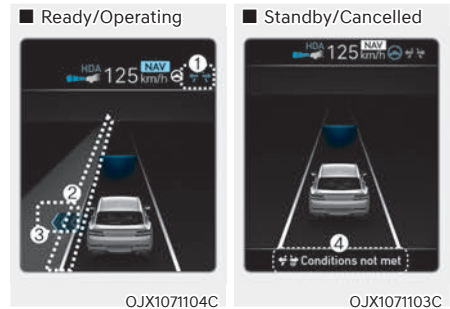 ■ Ready/Operating
HDA 125 km/h NAV
1
2
3
OJX1071104C
■ Standby/Cancelled
HDA 125 km/h NAV
4
Conditions not met
OJX1071103C